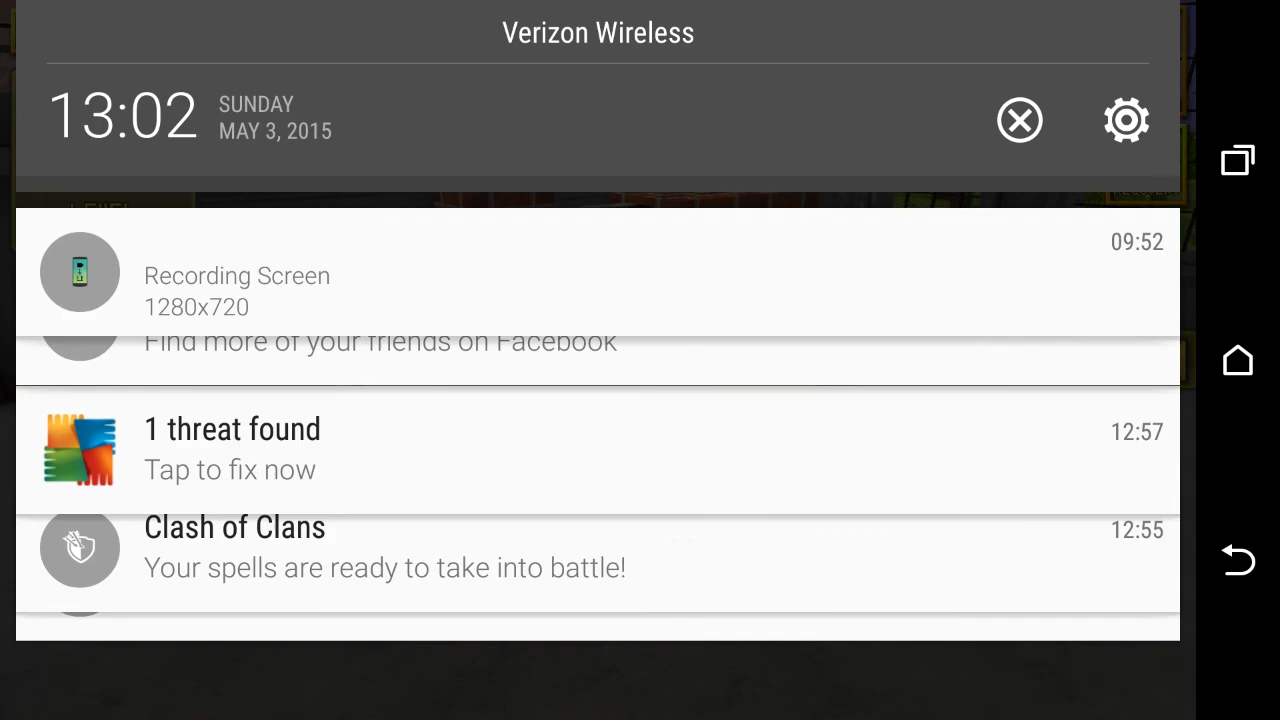 Verizon Wireless
13:02
SUNDAY
MAY 3, 2015
09:52
Recording Screen
1280x720
Find more of your friends on Facebook
1 threat found
12:57
Tap to fix now
Clash of Clans
12:55
Your spells are ready to take into battle!